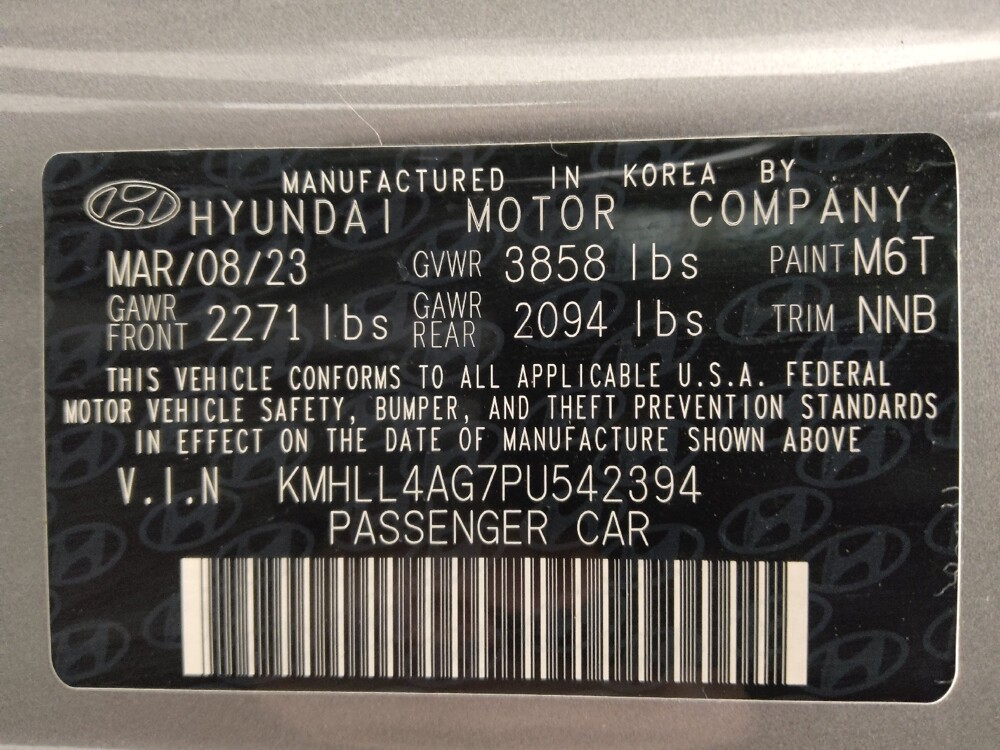 MANUFACTURED IN KOREA BY
HYUNDAI MOTOR COMPANY
MAR/08/23 GVWR 3858 lbs PAINT M6T
GAWR FRONT 2271 lbs GAWR REAR 2094 lbs TRIM NNB
THIS VEHICLE CONFORMS TO ALL APPLICABLE U.S.A. FEDERAL
MOTOR VEHICLE SAFETY, BUMPER, AND THEFT PREVENTION STANDARDS
IN EFFECT ON THE DATE OF MANUFACTURE SHOWN ABOVE
V.I.N KMHLL4AG7PU542394
PASSENGER CAR